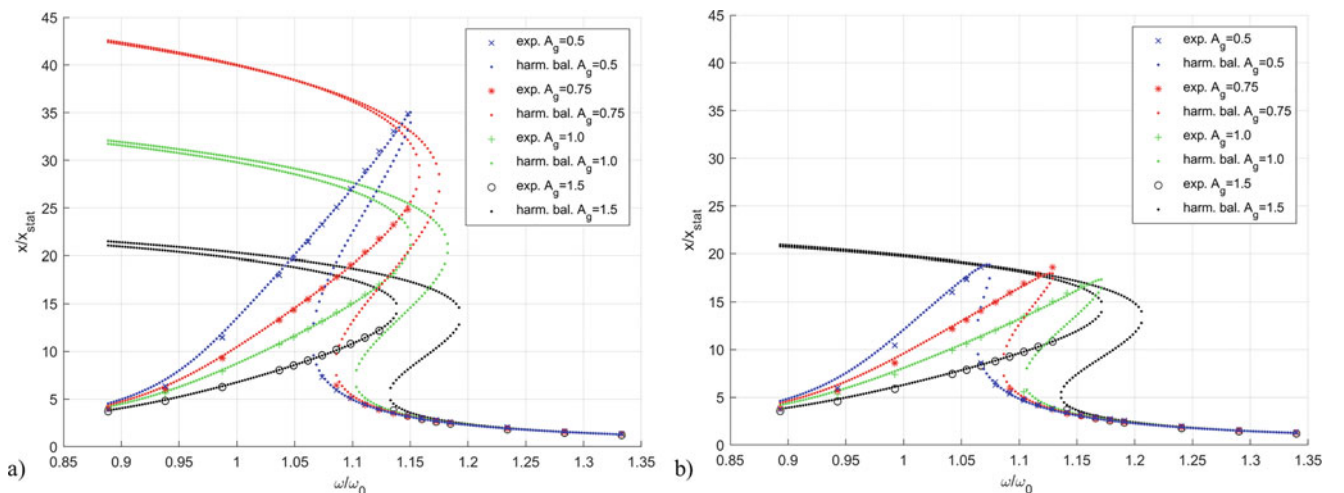 45
40
35
30
25
20
15
10
5
0
x/x_stat
0.85 0.9 0.95 1 1.05 1.1 1.15 1.2 1.25 1.3 1.35
ω/ω_0
a)
× exp. A_g=0.5
· harm. bal. A_g=0.5
* exp. A_g=0.75
· harm. bal. A_g=0.75
+ exp. A_g=1.0
· harm. bal. A_g=1.0
o exp. A_g=1.5
· harm. bal. A_g=1.5
45
40
35
30
25
20
15
10
5
0
x/x_stat
0.85 0.9 0.95 1 1.05 1.1 1.15 1.2 1.25 1.3 1.35
ω/ω_0
b)
× exp. A_g=0.5
· harm. bal. A_g=0.5
* exp. A_g=0.75
· harm. bal. A_g=0.75
+ exp. A_g=1.0
· harm. bal. A_g=1.0
o exp. A_g=1.5
· harm. bal. A_g=1.5